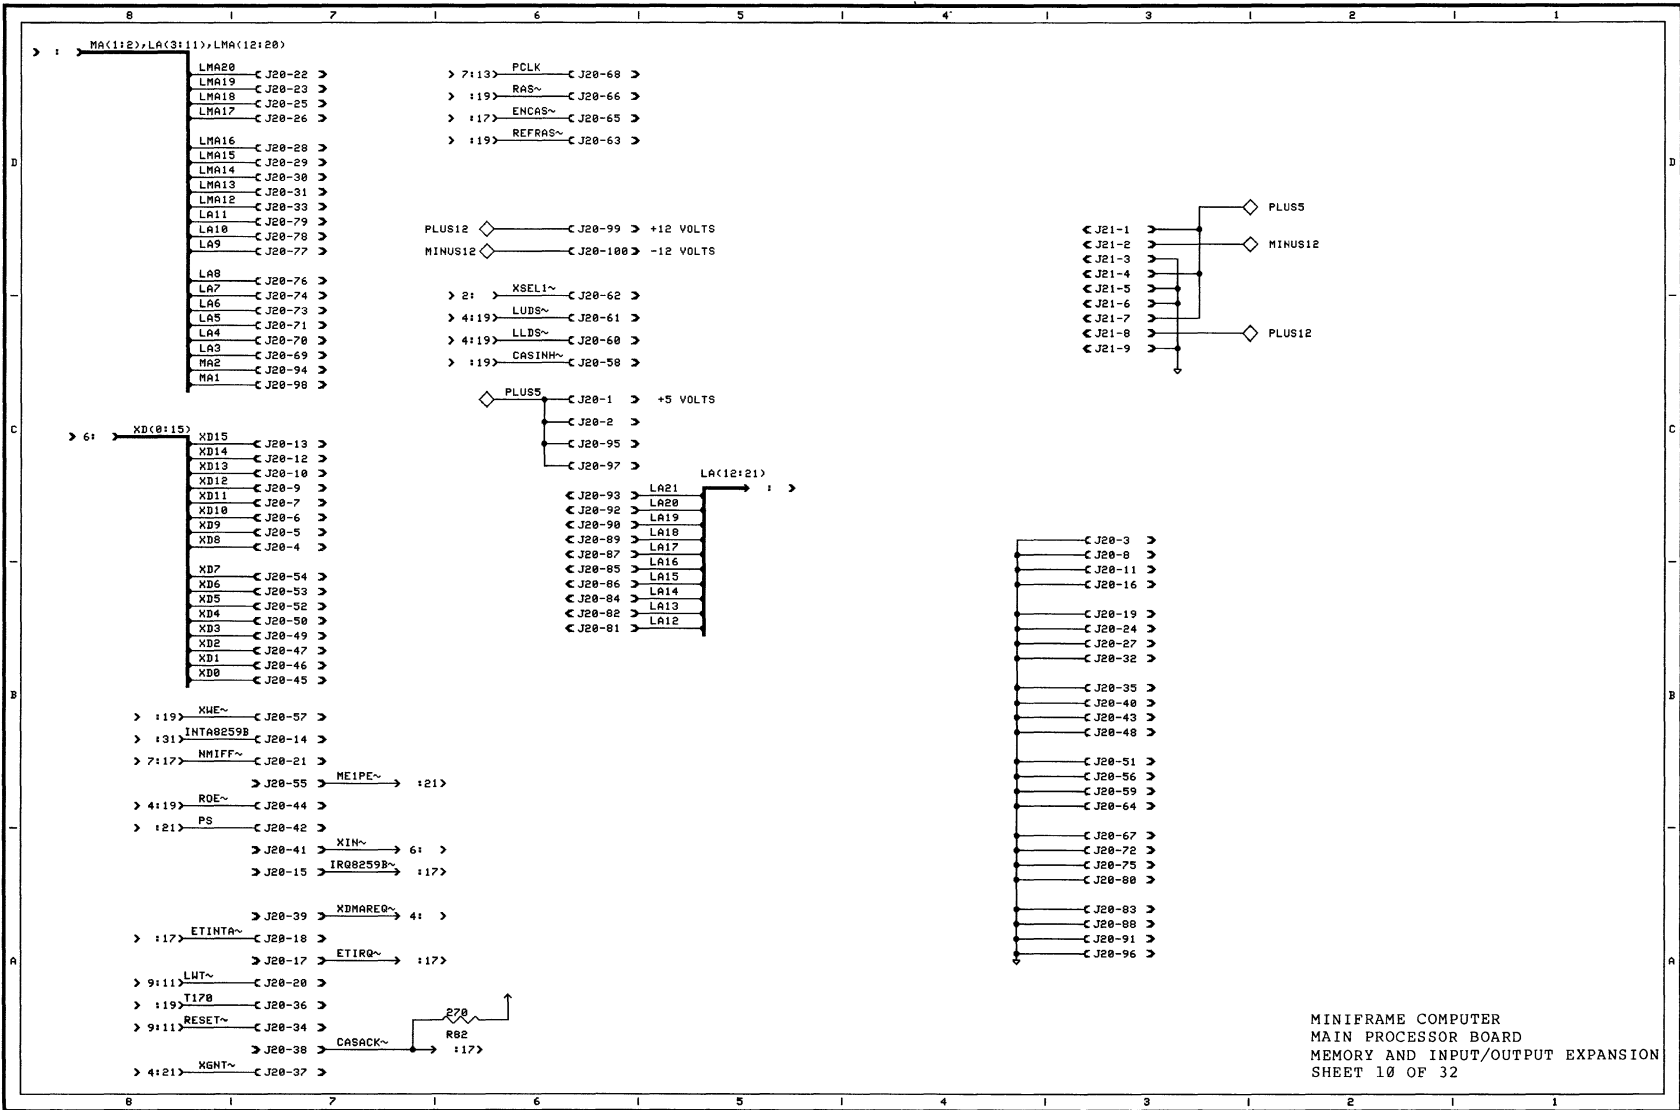 8 7 6 5 4 3 2 1
MA(1:2),LA(3:11),LMA(12:20)
> : >
LMA20 J20-22
LMA19 J20-23
LMA18 J20-25
LMA17 J20-26
LMA16 J20-28
LMA15 J20-29
LMA14 J20-30
LMA13 J20-31
LMA12 J20-33
LA11 J20-79
LA10 J20-78
LA9 J20-77
LA8 J20-76
LA7 J20-74
LA6 J20-73
LA5 J20-71
LA4 J20-70
LA3 J20-69
MA2 J20-94
MA1 J20-98
> 6: > XD(0:15)
XD15 J20-13
XD14 J20-12
XD13 J20-10
XD12 J20-9
XD11 J20-7
XD10 J20-6
XD9 J20-5
XD8 J20-4
XD7 J20-54
XD6 J20-53
XD5 J20-52
XD4 J20-50
XD3 J20-49
XD2 J20-47
XD1 J20-46
XD0 J20-45
> :19> XWE~ J20-57
> :31> INTA8259B J20-14
> 7:17> NMIFF~ J20-21
J20-55 ME1PE~ :21>
> 4:19> ROE~ J20-44
> :21> PS J20-42
J20-41 XIN~ 6: >
J20-15 IRQ8259B~ :17>
J20-39 XDMAREQ~ 4: >
> :17> ETINTA~ J20-18
J20-17 ETIRQ~ :17>
> 9:11> LWT~ J20-20
> :19> T170 J20-36
> 9:11> RESET~ J20-34
J20-38 CASACK~ :17>
270
R82
> 4:21> XGNT~ J20-37
> 7:13> PCLK J20-68
> :19> RAS~ J20-66
> :17> ENCAS~ J20-65
> :19> REFRAS~ J20-63
PLUS12 J20-99 +12 VOLTS
MINUS12 J20-100 -12 VOLTS
> 2: > XSEL1~ J20-62
> 4:19> LUDS~ J20-61
> 4:19> LLDS~ J20-60
> :19> CASINH~ J20-58
PLUS5 J20-1 +5 VOLTS
J20-2
J20-95
J20-97
LA(12:21)
: >
J20-93 LA21
J20-92 LA20
J20-90 LA19
J20-89 LA18
J20-87 LA17
J20-85 LA16
J20-86 LA15
J20-84 LA14
J20-82 LA13
J20-81 LA12
PLUS5
J21-1
J21-2 MINUS12
J21-3
J21-4
J21-5
J21-6
J21-7
J21-8 PLUS12
J21-9
J20-3
J20-8
J20-11
J20-16
J20-19
J20-24
J20-27
J20-32
J20-35
J20-40
J20-43
J20-48
J20-51
J20-56
J20-59
J20-64
J20-67
J20-72
J20-75
J20-80
J20-83
J20-88
J20-91
J20-96
D D
C C
B B
A A
MINIFRAME COMPUTER
MAIN PROCESSOR BOARD
MEMORY AND INPUT/OUTPUT EXPANSION
SHEET 10 OF 32
8 7 6 5 4 3 2 1